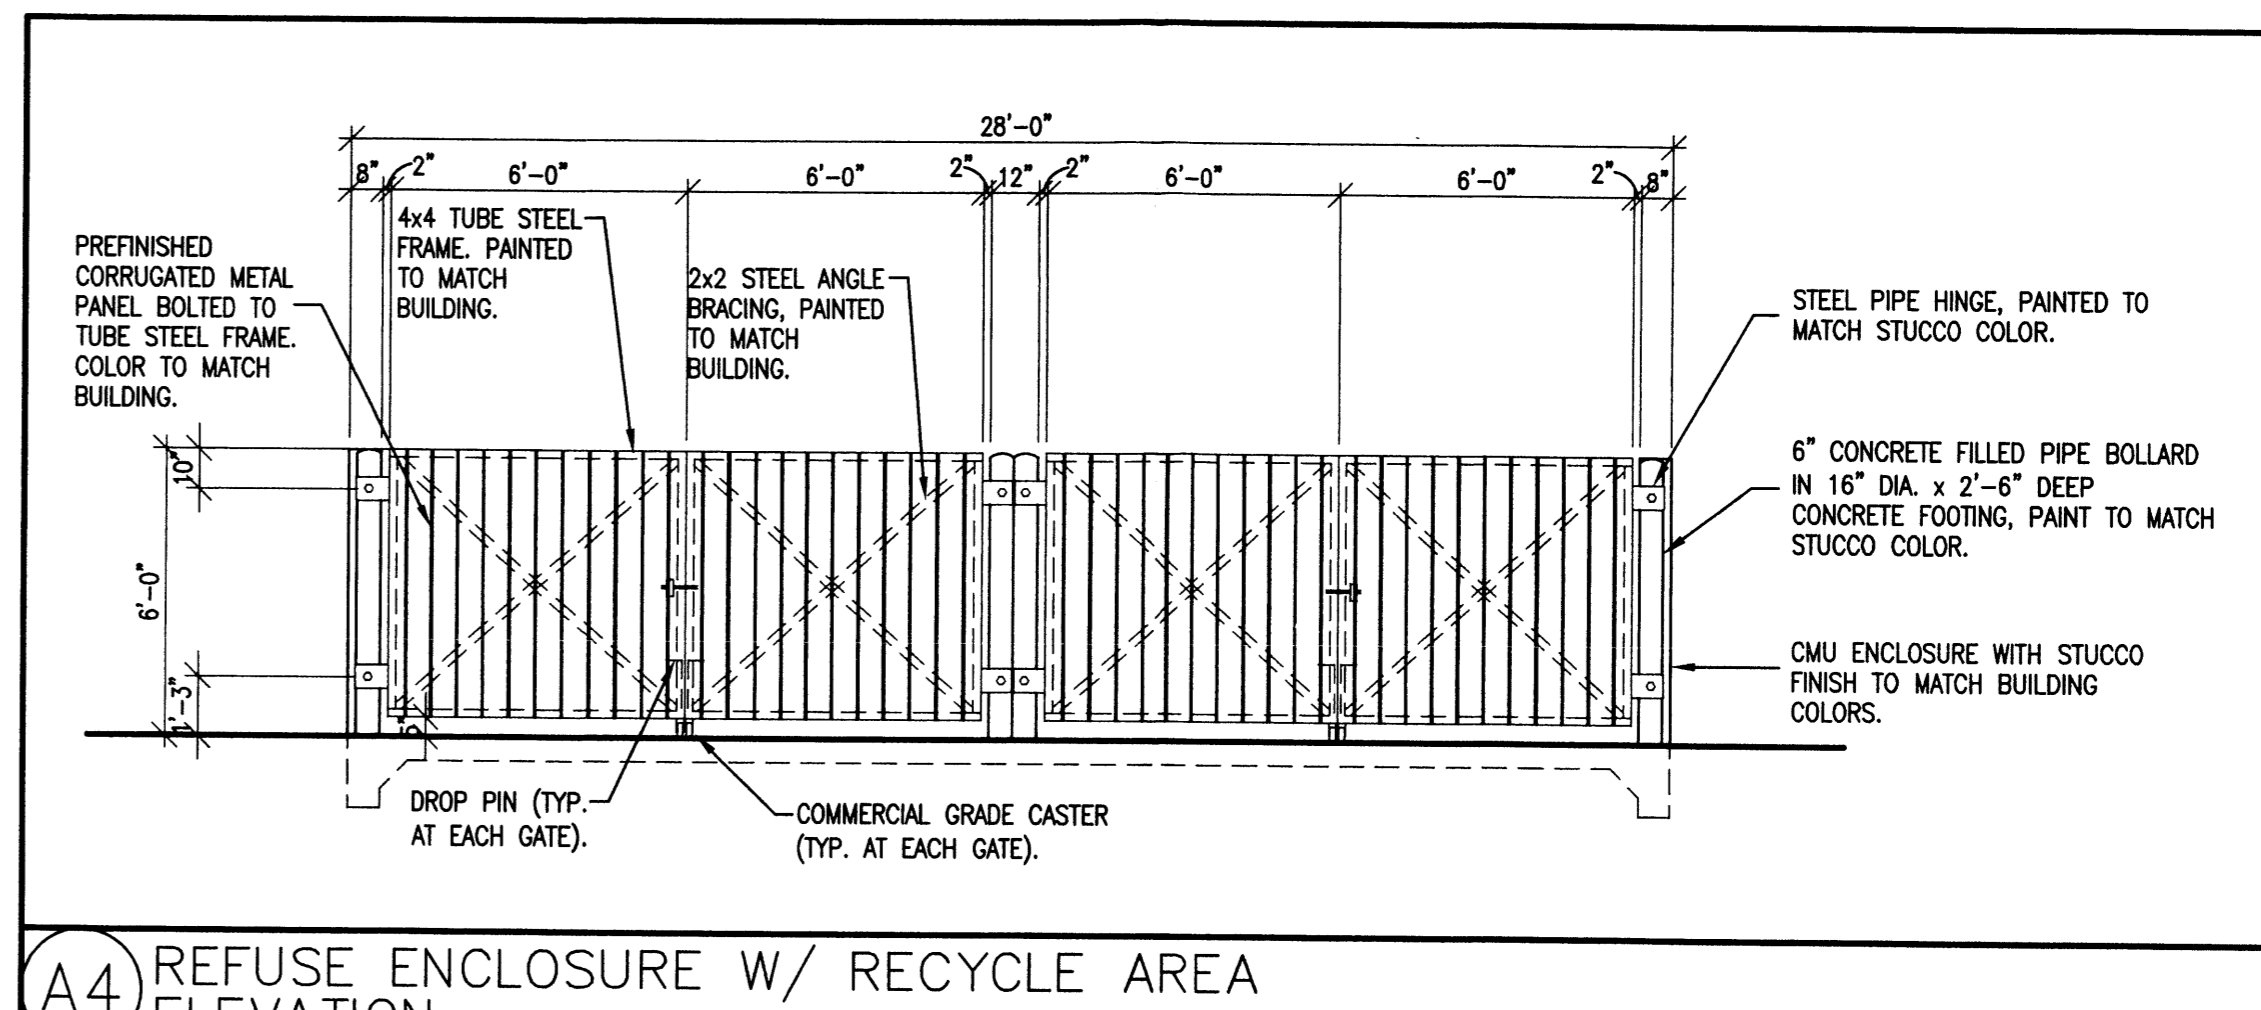 28'-0"
8" 2" 6'-0" 6'-0" 2" 12" 2" 6'-0" 6'-0" 2" 8"
PREFINISHED
CORRUGATED METAL
PANEL BOLTED TO
TUBE STEEL FRAME.
COLOR TO MATCH
BUILDING.
4x4 TUBE STEEL
FRAME. PAINTED
TO MATCH
BUILDING.
2x2 STEEL ANGLE
BRACING, PAINTED
TO MATCH
BUILDING.
STEEL PIPE HINGE, PAINTED TO
MATCH STUCCO COLOR.
6" CONCRETE FILLED PIPE BOLLARD
IN 16" DIA. x 2'-6" DEEP
CONCRETE FOOTING, PAINT TO MATCH
STUCCO COLOR.
CMU ENCLOSURE WITH STUCCO
FINISH TO MATCH BUILDING
COLORS.
10"
6'-0"
1'-3"
5"
DROP PIN (TYP.
AT EACH GATE).
COMMERCIAL GRADE CASTER
(TYP. AT EACH GATE).
A4
REFUSE ENCLOSURE W/ RECYCLE AREA
ELEVATION